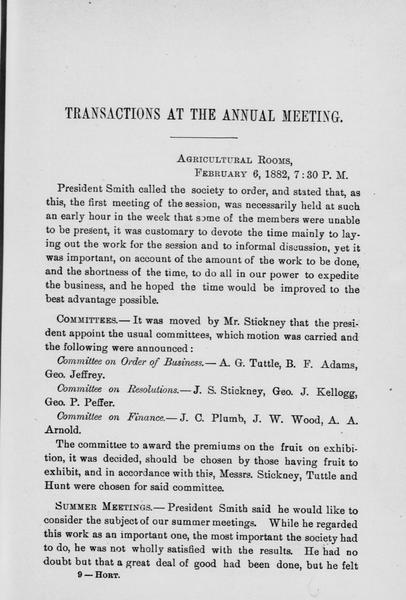 TRANSACTIONS AT THE ANNUAL MEETING.
AGRICULTURAL ROOMS,
FEBRUARY 6, 1882, 7:30 P. M.
President Smith called the society to order, and stated that, as
this, the first meeting of the session, was necessarily held at such
an early hour in the week that some of the members were unable
to be present, it was customary to devote the time mainly to lay-
ing out the work for the session and to informal discussion, yet it
was important, on account of the amount of the work to be done,
and the shortness of the time, to do all in our power to expedite
the business, and he hoped the time would be improved to the
best advantage possible.
COMMITTEES.— It was moved by Mr. Stickney that the presi-
dent appoint the usual committees, which motion was carried and
the following were announced :
Committee on Order of Business.— A. G. Tuttle, B. F. Adams,
Geo. Jeffrey.
Committee on Resolutions.— J. S. Stickney, Geo. J. Kellogg,
Geo. P. Peffer.
Committee on Finance.— J. C. Plumb, J. W. Wood, A. A.
Arnold.
The committee to award the premiums on the fruit on exhibi-
tion, it was decided, should be chosen by those having fruit to
exhibit, and in accordance with this, Messrs. Stickney, Tuttle and
Hunt were chosen for said committee.
SUMMER MEETINGS.— President Smith said he would like to
consider the subject of our summer meetings. While he regarded
this work as an important one, the most important the society had
to do, he was not wholly satisfied with the results. He had no
doubt but that a great deal of good had been done, but he felt
9 — HORT.